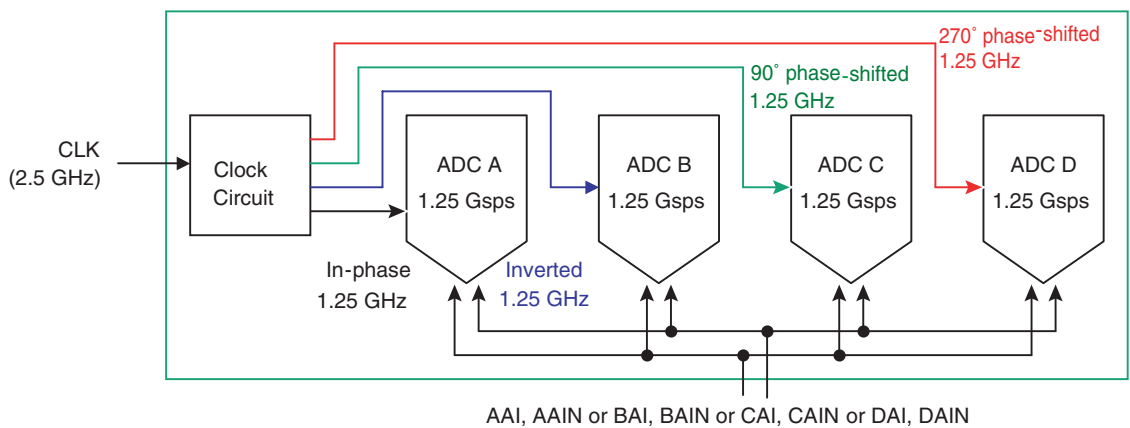 270° phase-shifted
1.25 GHz
90° phase-shifted
1.25 GHz
CLK
(2.5 GHz)
Clock
Circuit
ADC A
1.25 Gsps
ADC B
1.25 Gsps
ADC C
1.25 Gsps
ADC D
1.25 Gsps
In-phase
1.25 GHz
Inverted
1.25 GHz
AAI, AAIN or BAI, BAIN or CAI, CAIN or DAI, DAIN